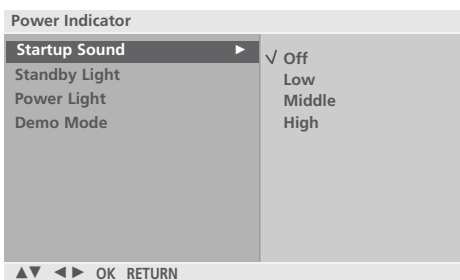 Power Indicator
Startup Sound ►
Standby Light
Power Light
Demo Mode
√ Off
Low
Middle
High
▲▼ ◄► OK RETURN